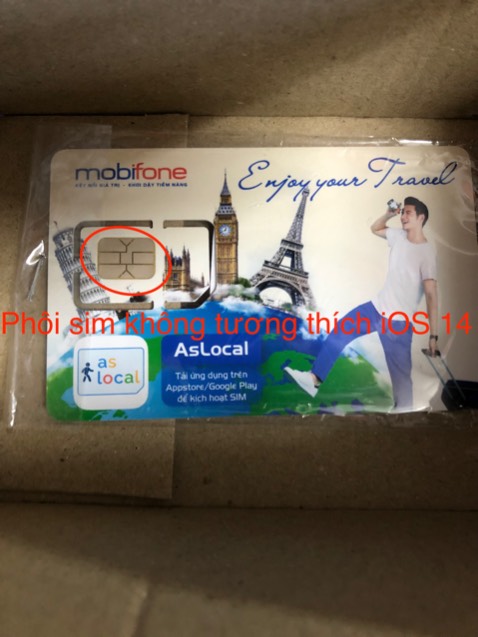 mobifone
KẾT NỐI GIÁ TRỊ - KHƠI DẬY TIỀM NĂNG
Enjoy your Travel
Phôi sim không tương thích iOS 14
as
local
AsLocal
Tải ứng dụng trên
Appstore/Google Play
để kích hoạt SIM